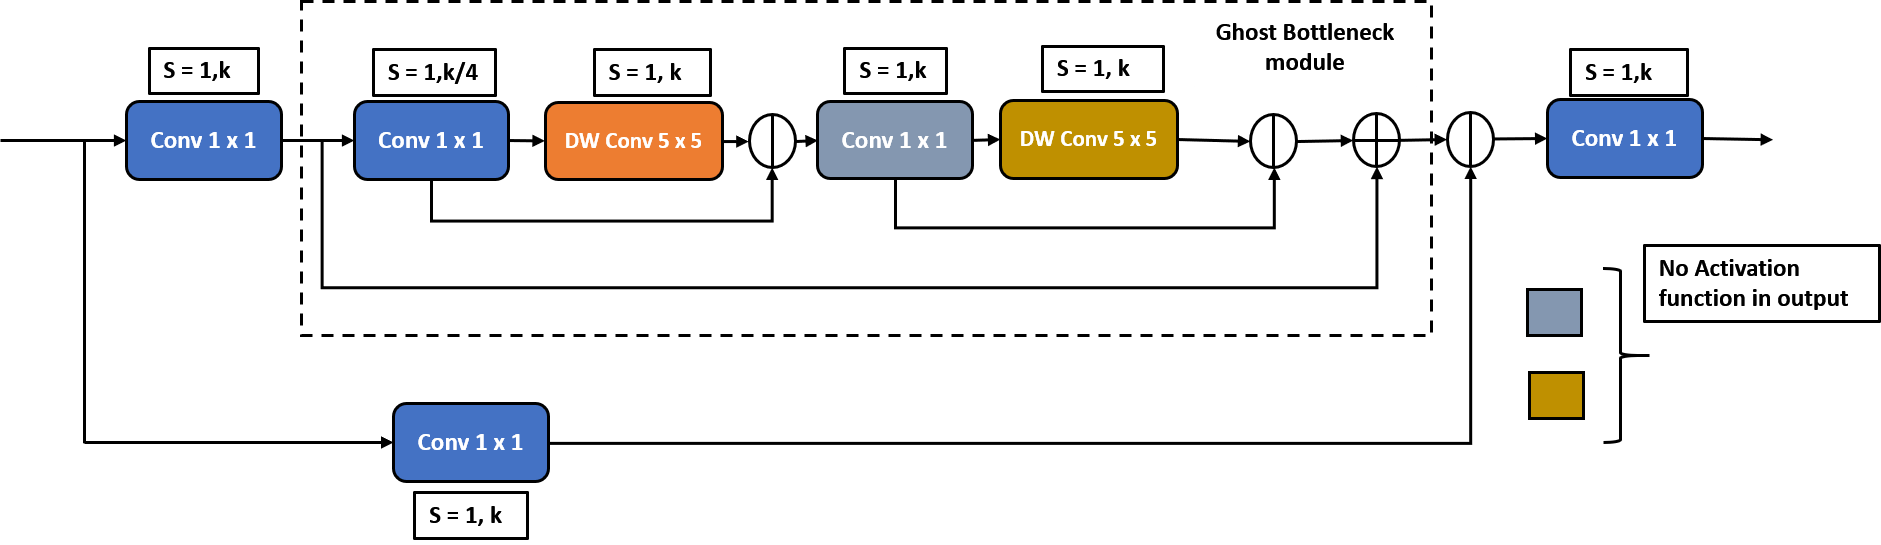 Ghost Bottleneck
module
S = 1,k
S = 1,k/4
S = 1, k
S = 1,k
S = 1, k
S = 1,k
Conv 1 x 1
Conv 1 x 1
DW Conv 5 x 5
Conv 1 x 1
DW Conv 5 x 5
Conv 1 x 1
No Activation
function in output
Conv 1 x 1
S = 1, k